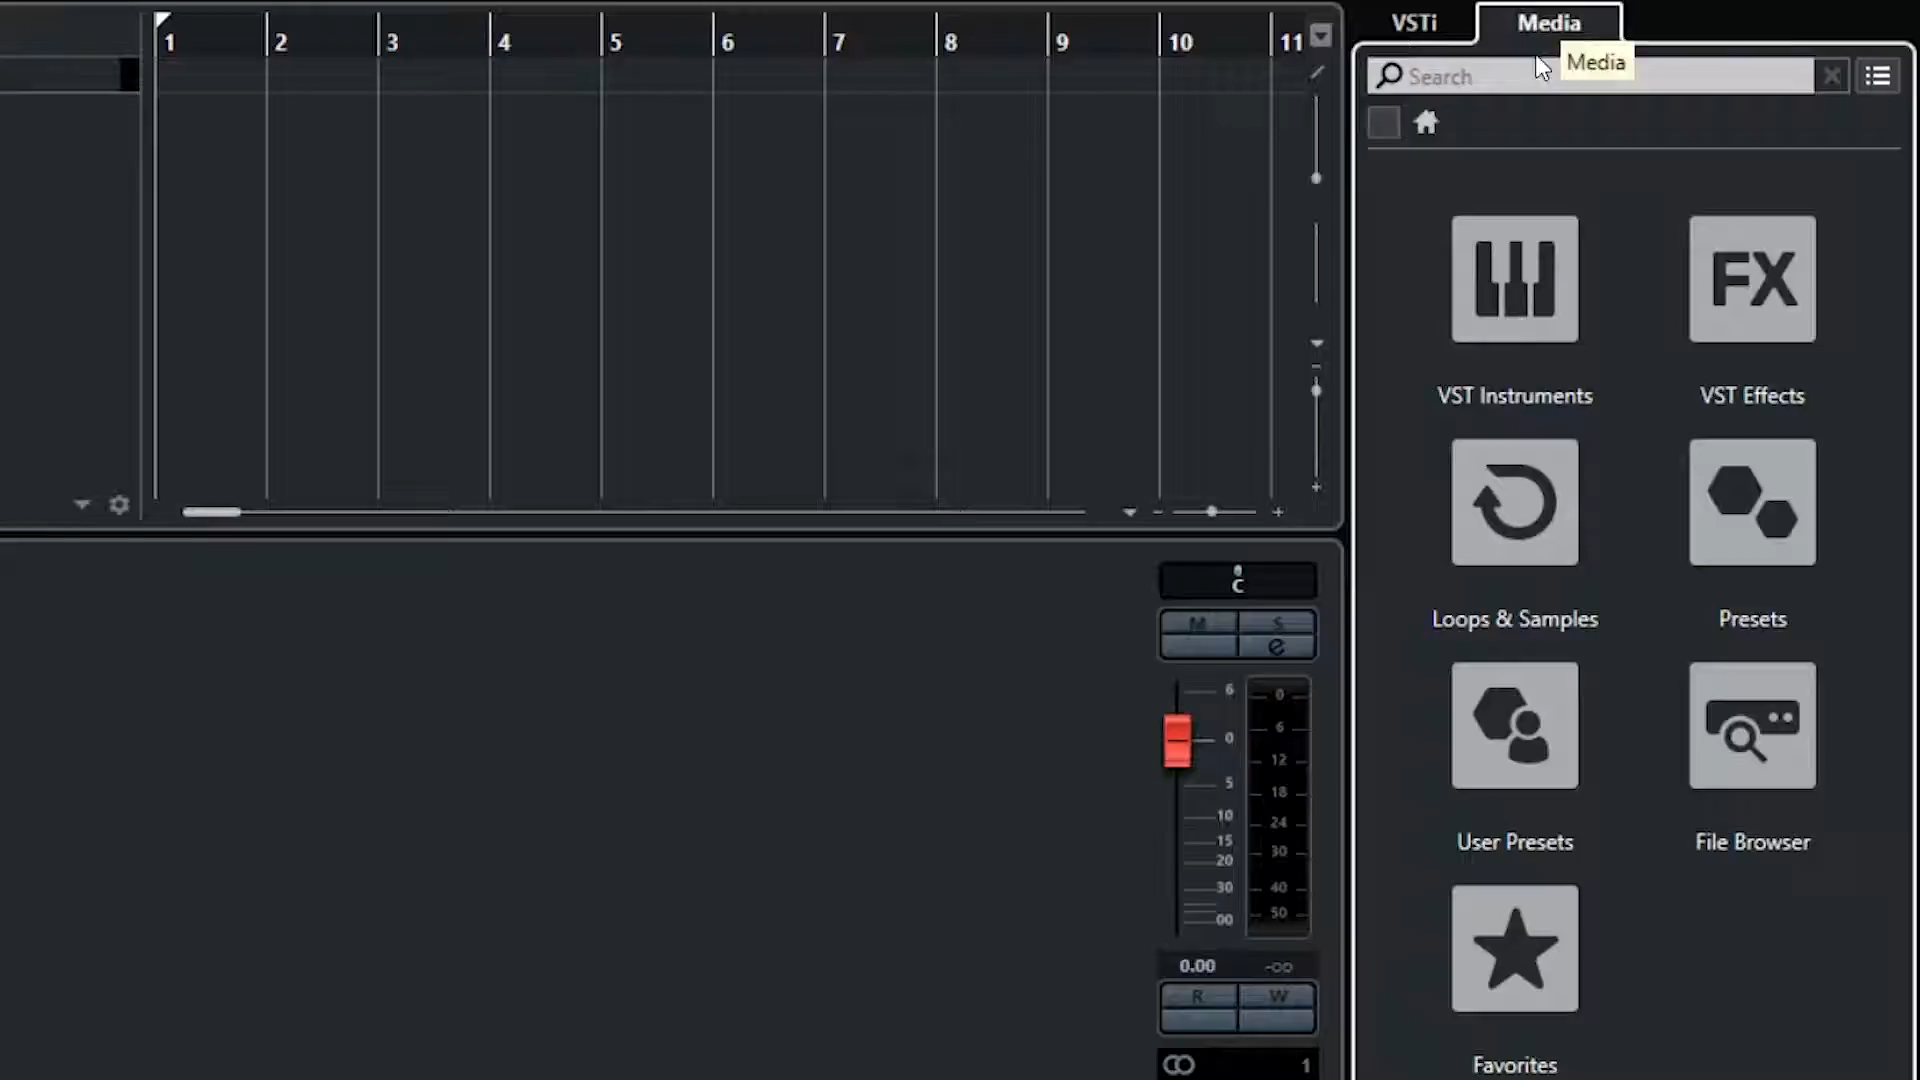 VSTi Media
1 2 3 4 5 6 7 8 9 10 11
Media
Search
FX
VST Instruments VST Effects
Loops & Samples Presets
User Presets File Browser
Favorites
C
M S
e
6
0
5
10
15
20
30
00
0
6
12
18
24
30
40
50
0.00 -oo
R W
1